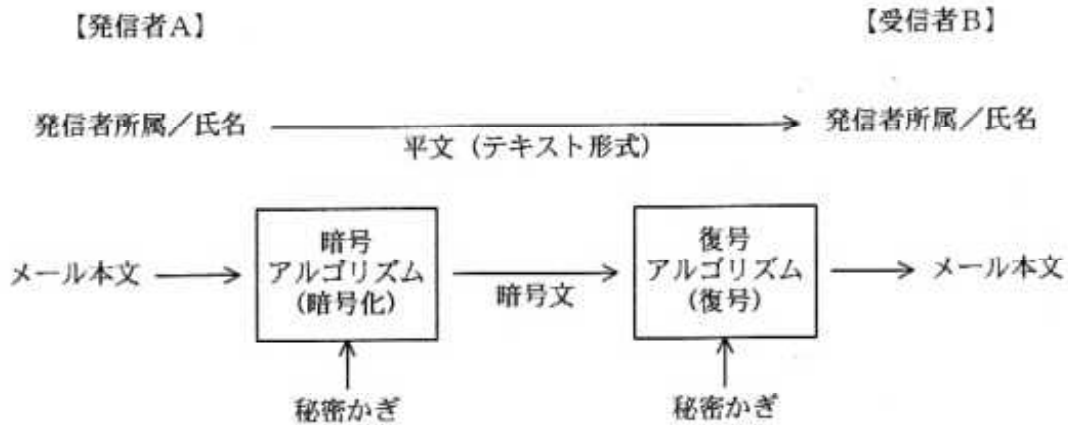 【発信者A】
【受信者B】
発信者所属／氏名
発信者所属／氏名
平文（テキスト形式）
メール本文
暗号
アルゴリズム
(暗号化)
暗号文
復号
アルゴリズム
(復号)
メール本文
秘密かぎ
秘密かぎ